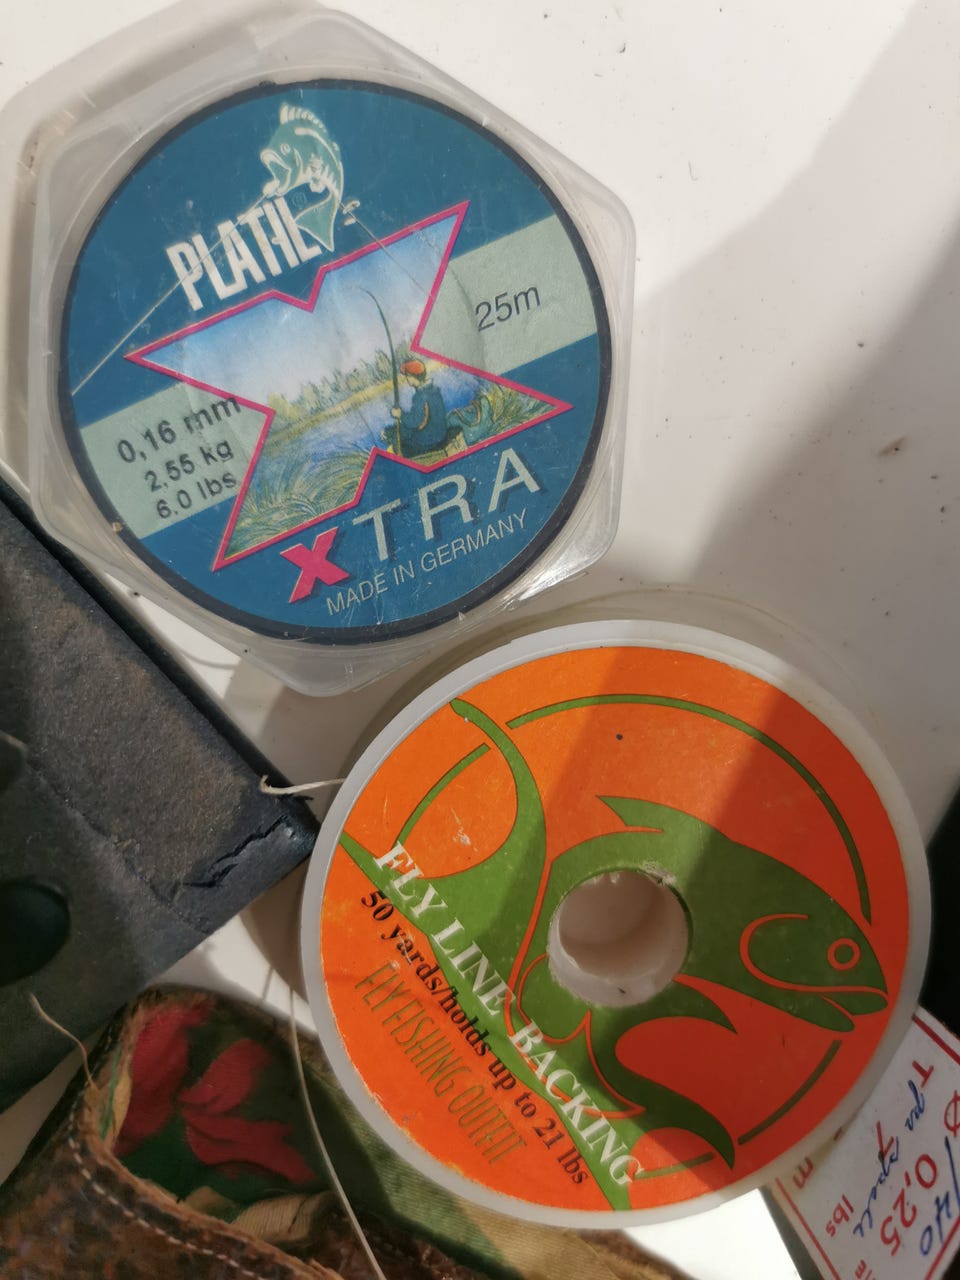 PLATIL
25m
0,16 mm
2.55 kg
6.0 lbs
XTRA
MADE IN GERMANY
FLY LINE BACKING
50 yards/holds up to 21 lbs
FLY FISHING OUTFIT
0,25
lbs
m